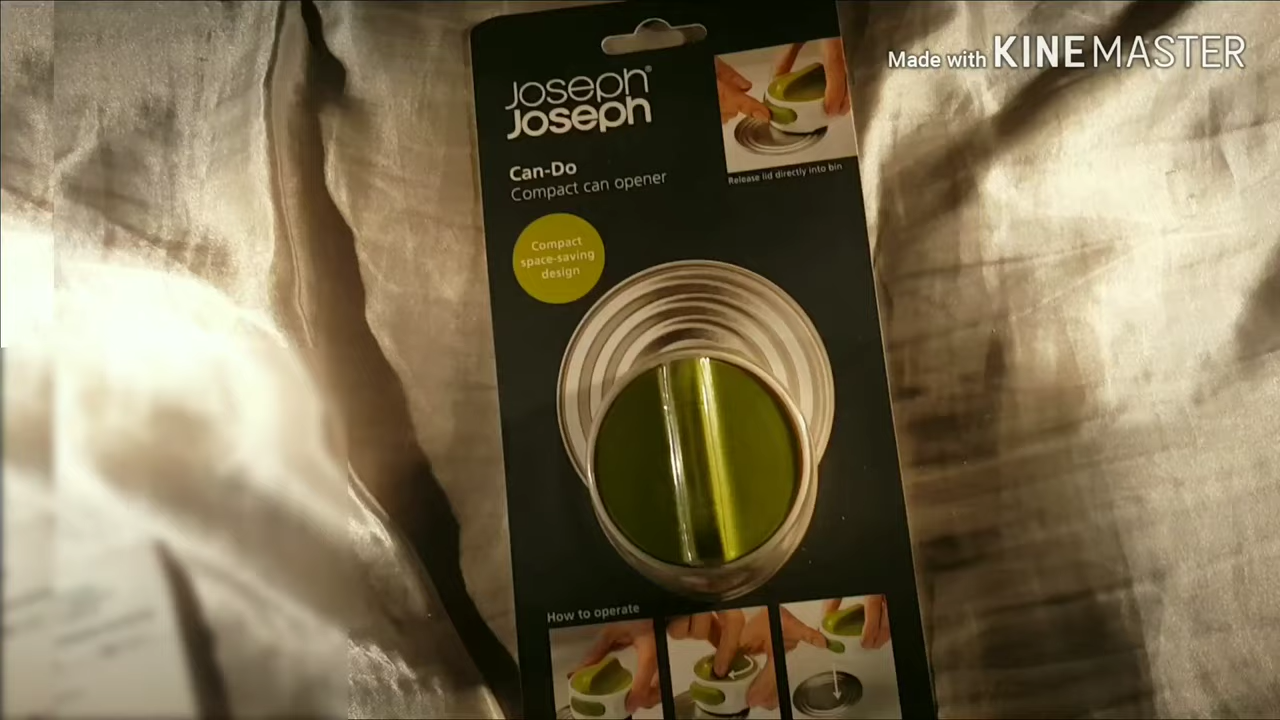 Made with KINEMASTER
Joseph®
Joseph
Can-Do
Compact can opener
Release lid directly into bin
Compact
space-saving
design
How to operate